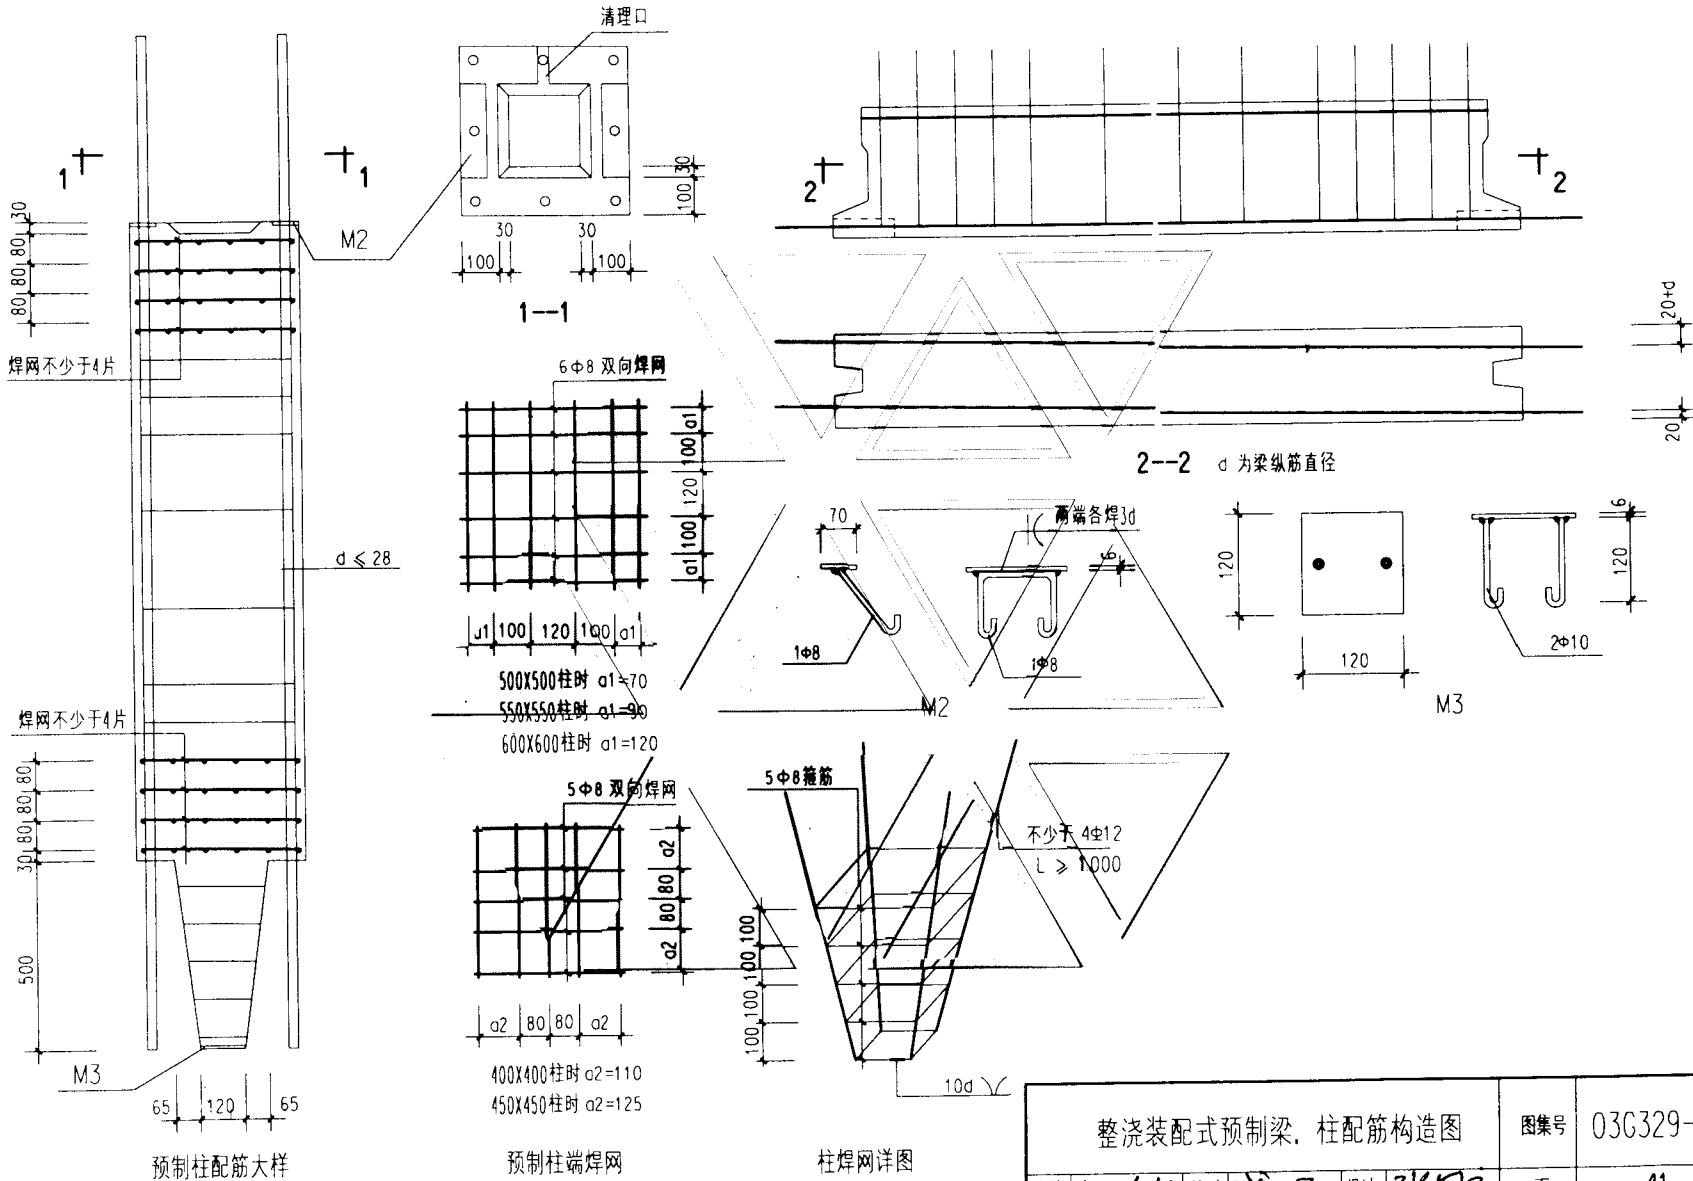 清理口
1
1
M2
30
80
80
80
焊网不少于4片
d≤28
焊网不少于4片
80
80
80
30
500
M3
65
120
65
预制柱配筋大样
30
100
30
30
100
100
1--1
6Φ8 双向焊网
a1
100
120
100
a1
a1
100
120
100
a1
500X500柱时 a1=70
550X550柱时 a1=90
600X600柱时 a1=120
5Φ8 双向焊网
a2
80
80
a2
a2
80
80
a2
400X400柱时 a2=110
450X450柱时 a2=125
预制柱端焊网
2
2
20+d
20
2--2 d 为梁纵筋直径
70
1Φ8
两端各焊3d
6
1Φ8
M2
120
120
6
120
2Φ10
M3
5Φ8箍筋
不少于 4Φ12
L ≥ 1000
100
100
100
100
10d
柱焊网详图
整浇装配式预制梁、柱配筋构造图
图集号
03G329-